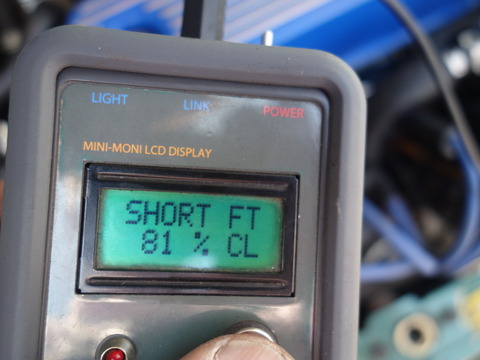 LIGHT LINK POWER
MINI-MONI LCD DISPLAY
SHORT FT
81 % CL